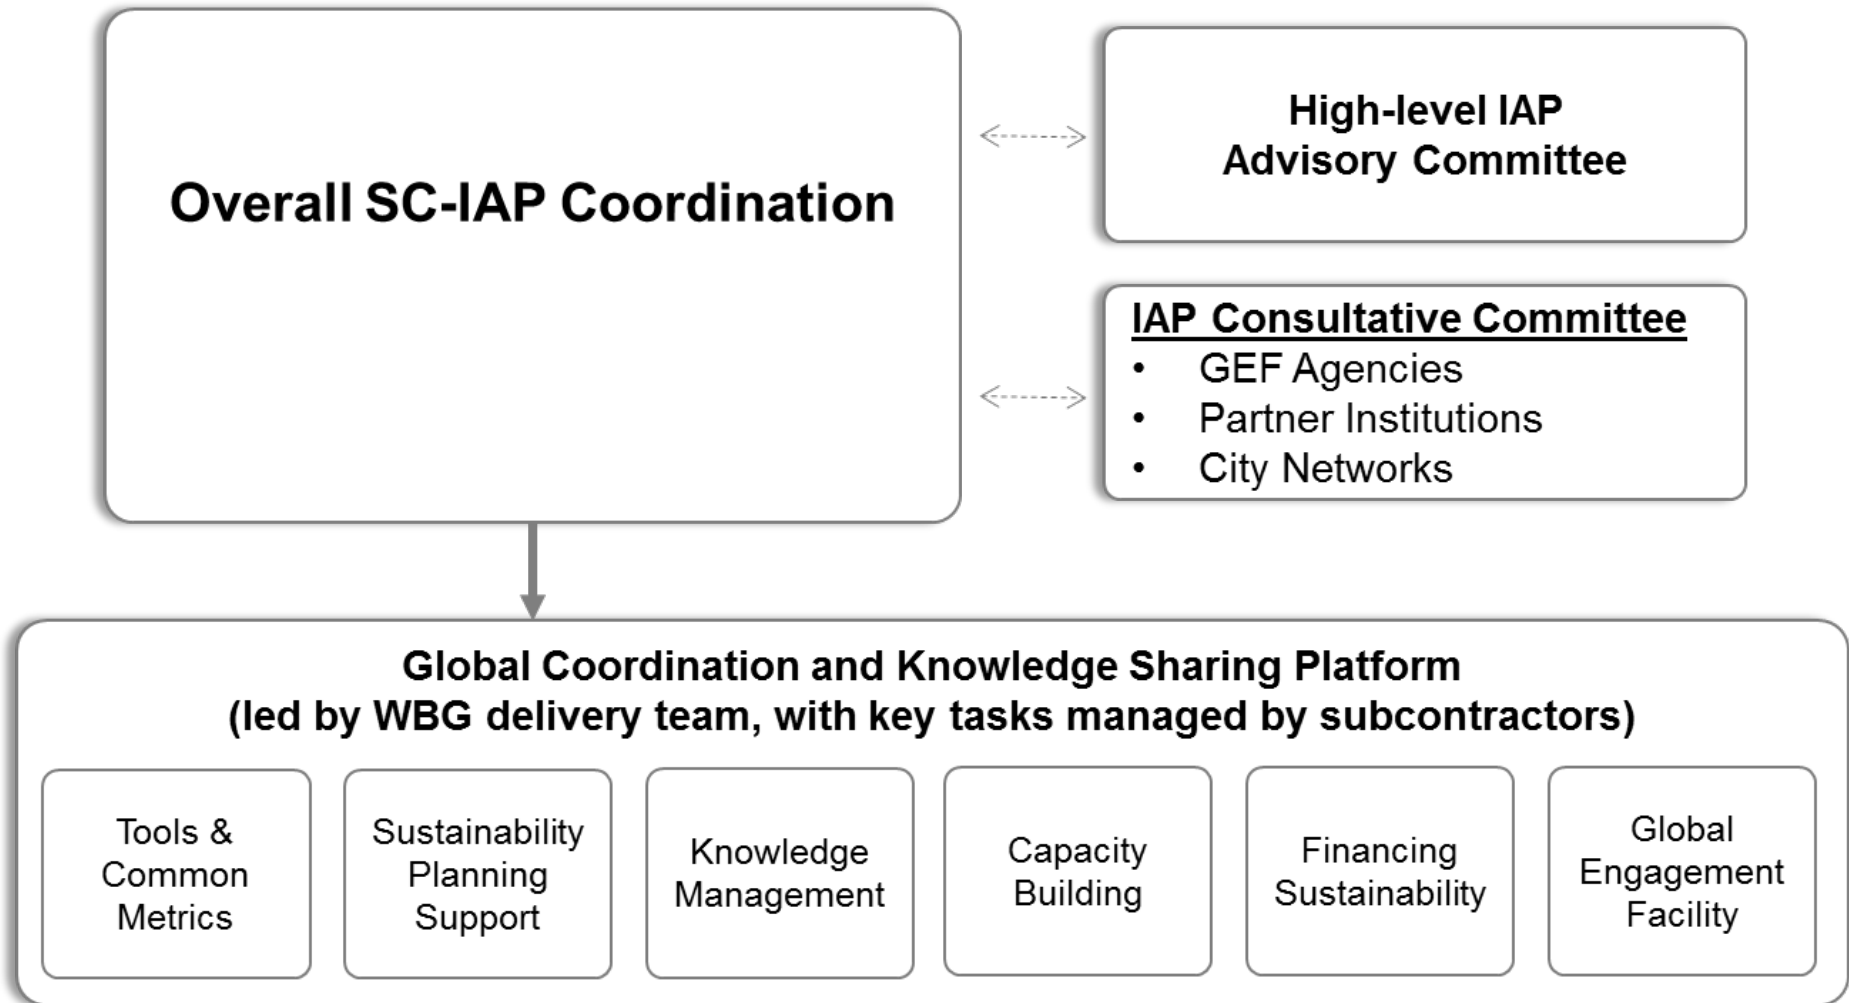 Overall SC-IAP Coordination
High-level IAP
Advisory Committee
IAP Consultative Committee
• GEF Agencies
• Partner Institutions
• City Networks
Global Coordination and Knowledge Sharing Platform
(led by WBG delivery team, with key tasks managed by subcontractors)
Tools &
Common
Metrics
Sustainability
Planning
Support
Knowledge
Management
Capacity
Building
Financing
Sustainability
Global
Engagement
Facility